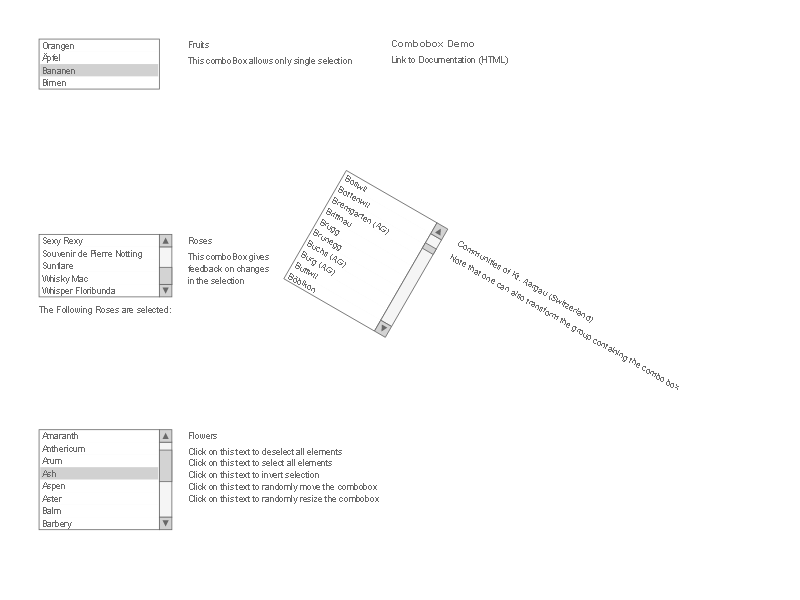 Orangen
Äpfel
Bananen
Birnen
Fruits
This comboBox allows only single selection
Combobox Demo
Link to Documentation (HTML)
Boswil
Bottenwil
Bremgarten (AG)
Brittnau
Brugg
Brunegg
Buchs (AG)
Burg (AG)
Buttwil
Böbikon
Communities of Kt. Aargau (Switzerland)
Note that one can also transform the group containing the combo box
Sexy Rexy
Souvenir de Pierre Notting
Sunflare
Whisky Mac
Whisper Floribunda
The Following Roses are selected:
Roses
This comboBox gives
feedback on changes
in the selection
Amaranth
Anthericum
Arum
Ash
Aspen
Aster
Balm
Barbery
Flowers
Click on this text to deselect all elements
Click on this text to select all elements
Click on this text to invert selection
Click on this text to randomly move the combobox
Click on this text to randomly resize the combobox